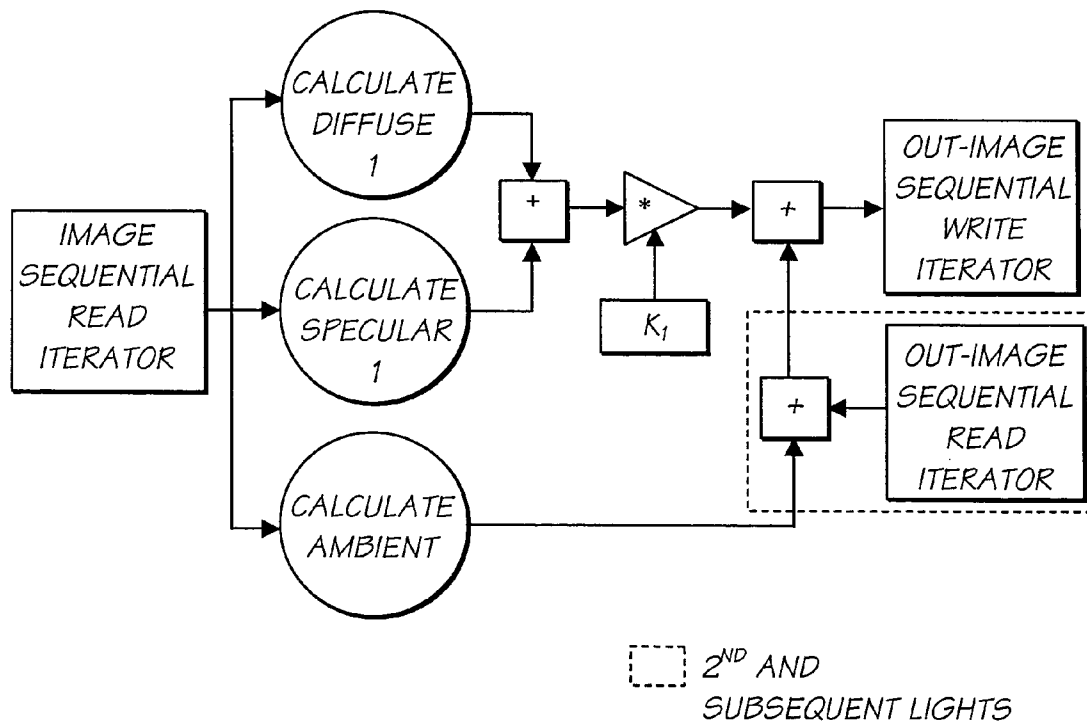 IMAGE
SEQUENTIAL
READ
ITERATOR
CALCULATE
DIFFUSE
1
CALCULATE
SPECULAR
1
CALCULATE
AMBIENT
+
*
K₁
+
+
OUT-IMAGE
SEQUENTIAL
WRITE
ITERATOR
OUT-IMAGE
SEQUENTIAL
READ
ITERATOR
2ᴺᴰ AND
SUBSEQUENT LIGHTS